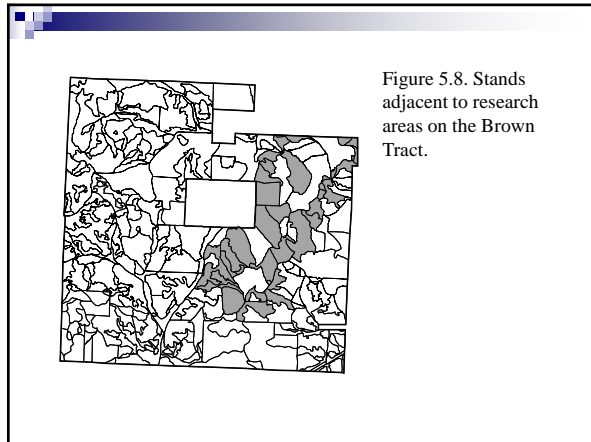 Figure 5.8. Stands
adjacent to research
areas on the Brown
Tract.